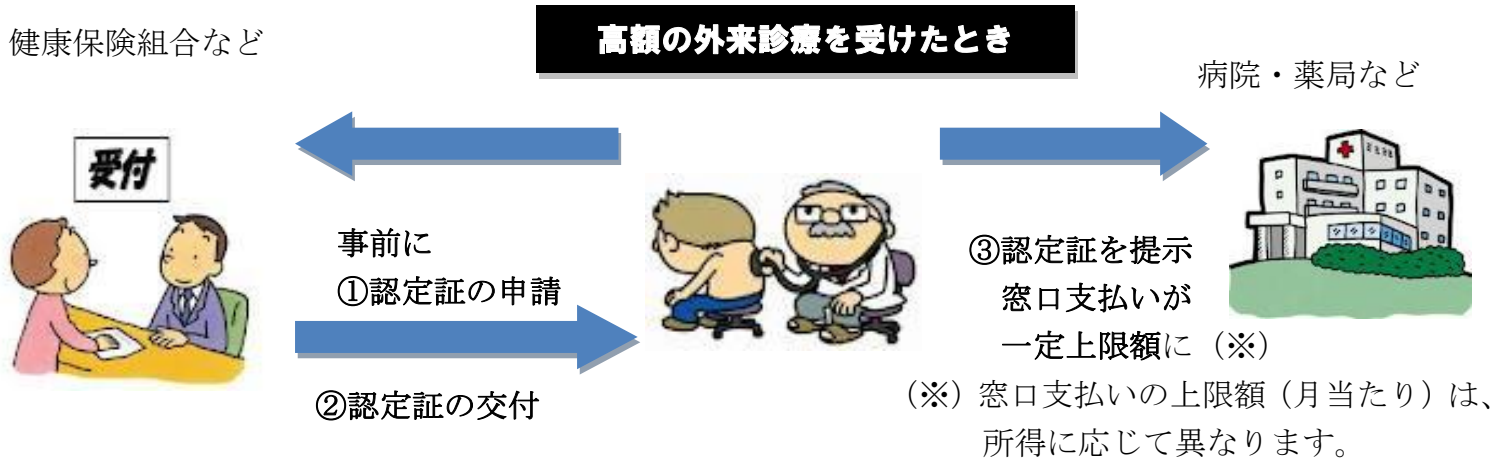 高額の外来診療を受けたとき
健康保険組合など
病院・薬局など
受付
事前に
①認定証の申請
②認定証の交付
③認定証を提示
窓口支払いが
一定上限額に（※）
（※）窓口支払いの上限額（月当たり）は、
所得に応じて異なります。